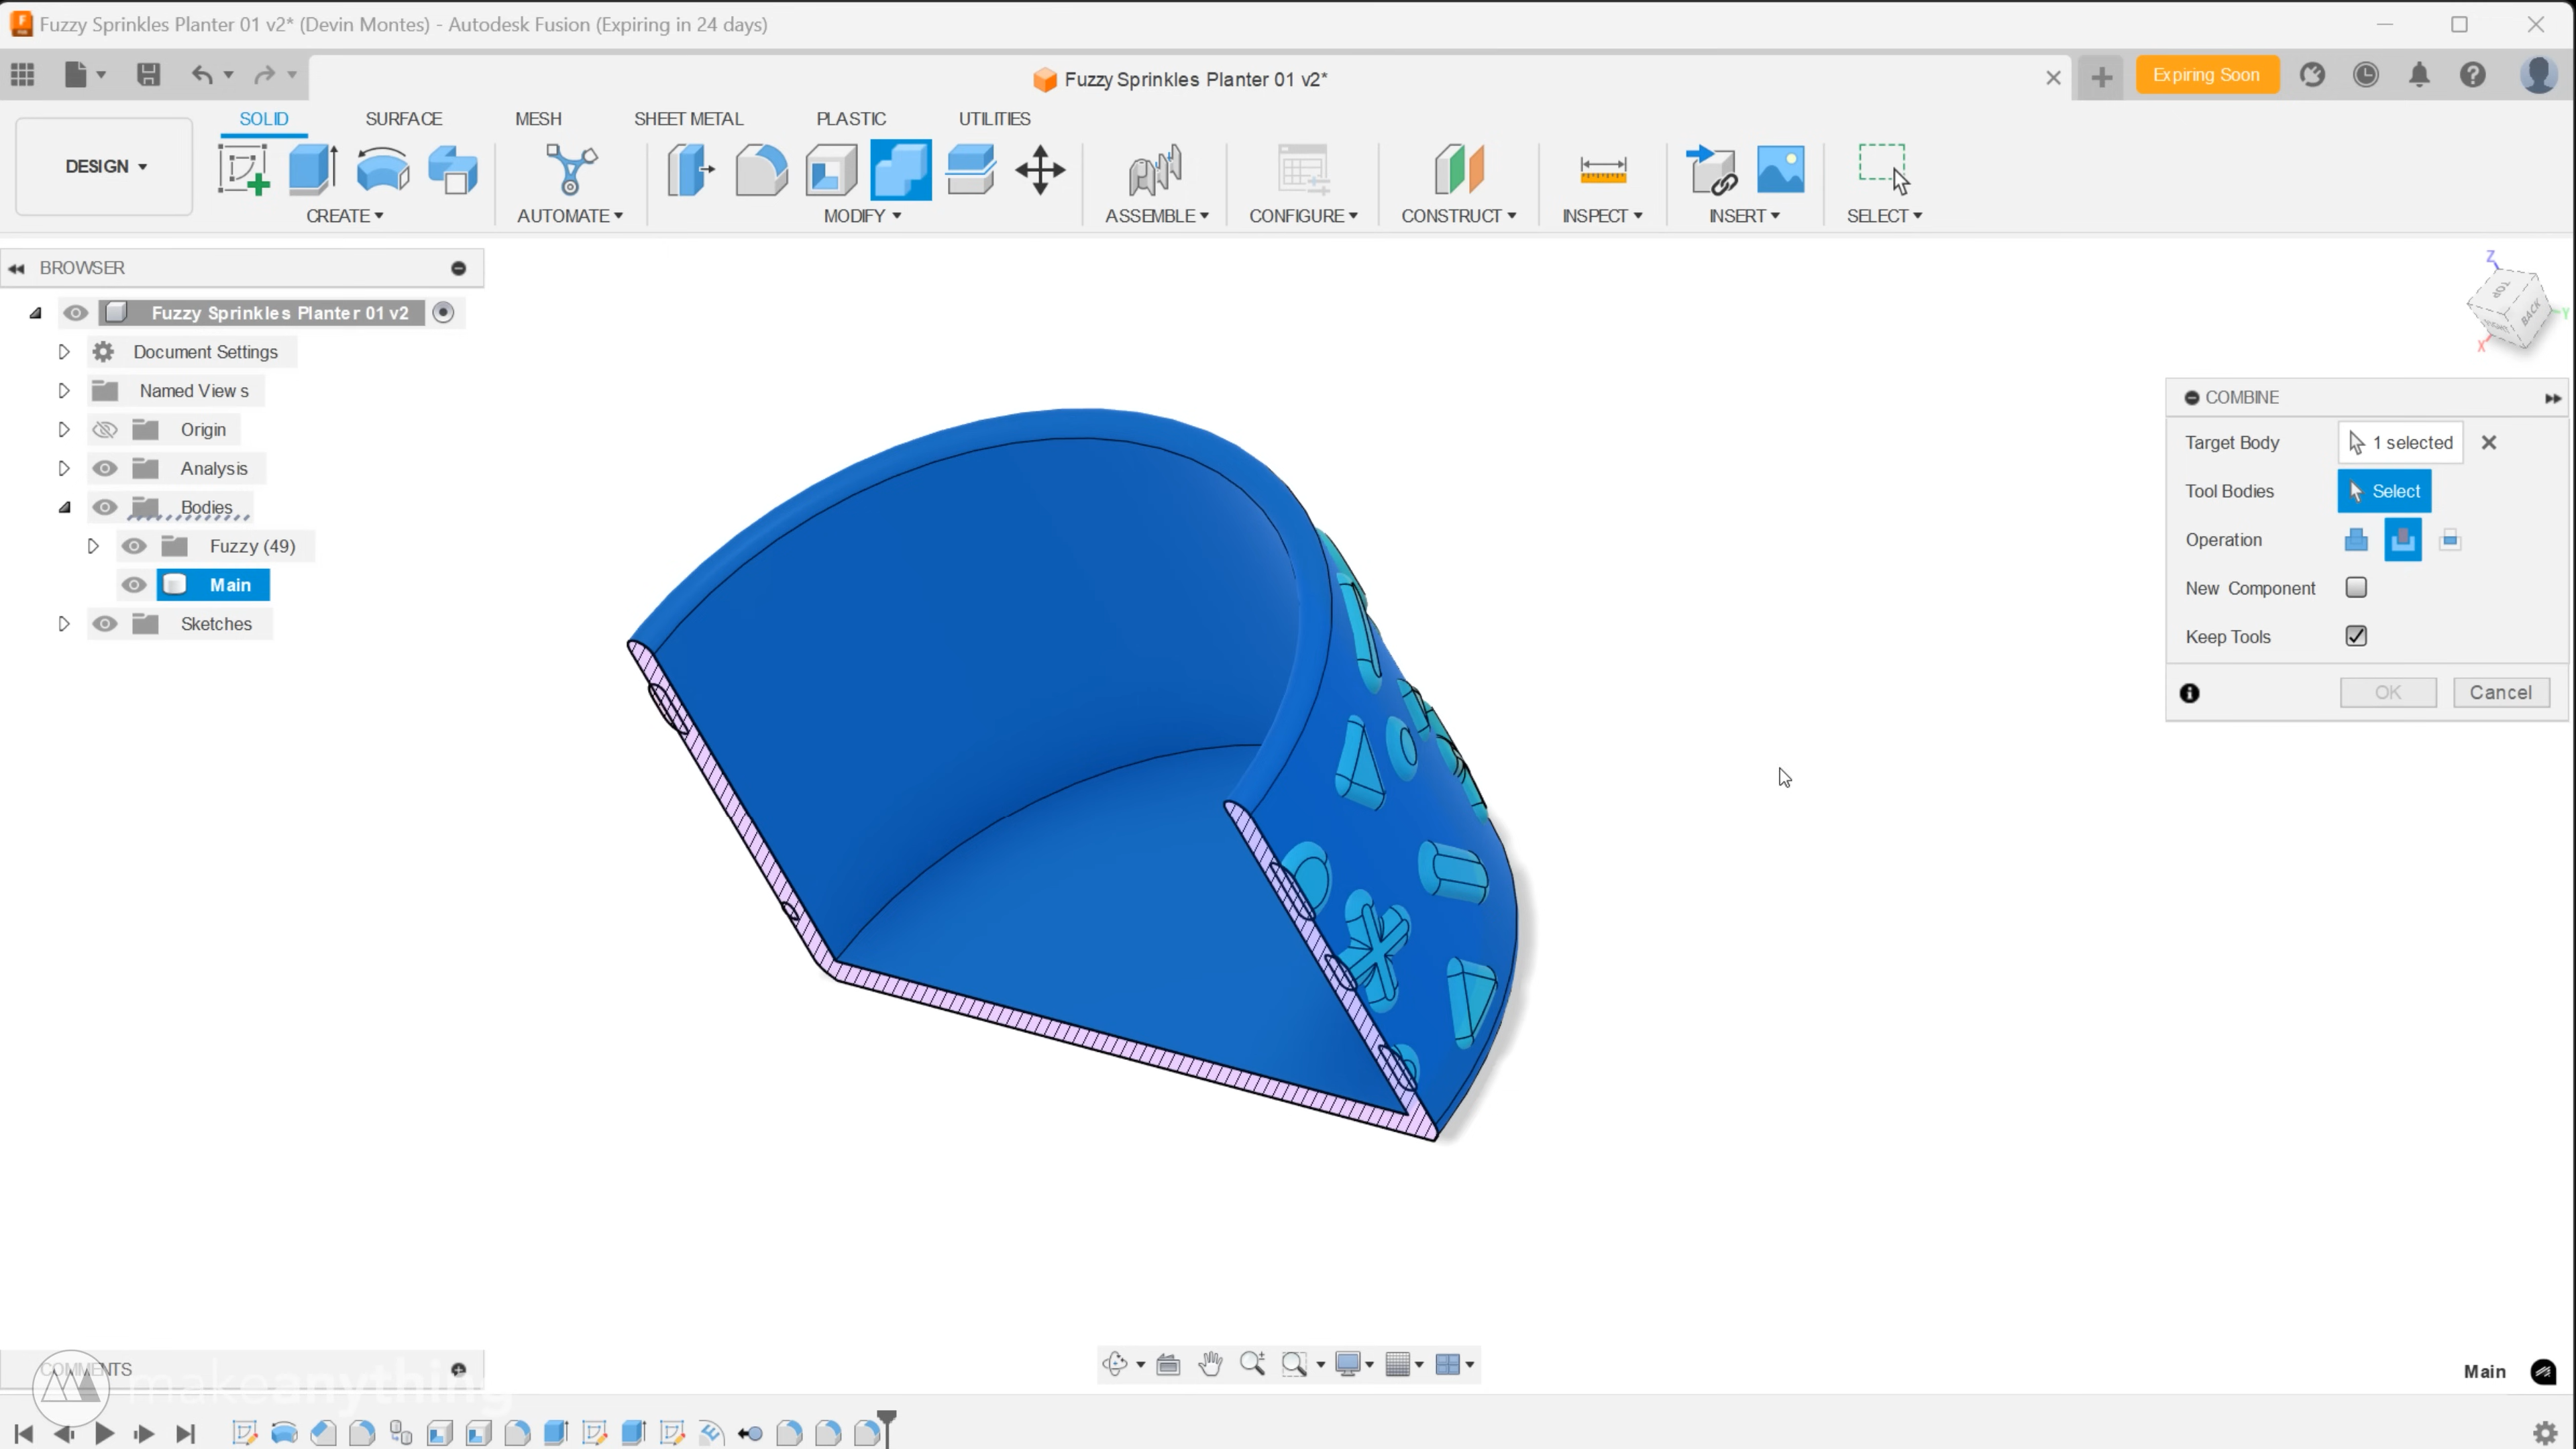 Fuzzy Sprinkles Planter 01 v2* (Devin Montes) - Autodesk Fusion (Expiring in 24 days)
Fuzzy Sprinkles Planter 01 v2*
Expiring Soon
SOLID SURFACE MESH SHEET METAL PLASTIC UTILITIES
DESIGN
CREATE AUTOMATE MODIFY ASSEMBLE CONFIGURE CONSTRUCT INSPECT INSERT SELECT
BROWSER
Fuzzy Sprinkles Planter 01 v2
Document Settings
Named Views
Origin
Analysis
Bodies
Fuzzy (49)
Main
Sketches
Z
TOP
BACK
Y
X
COMBINE
Target Body 1 selected
Tool Bodies Select
Operation
New Component
Keep Tools
OK Cancel
COMMENTS
makeanything
Main